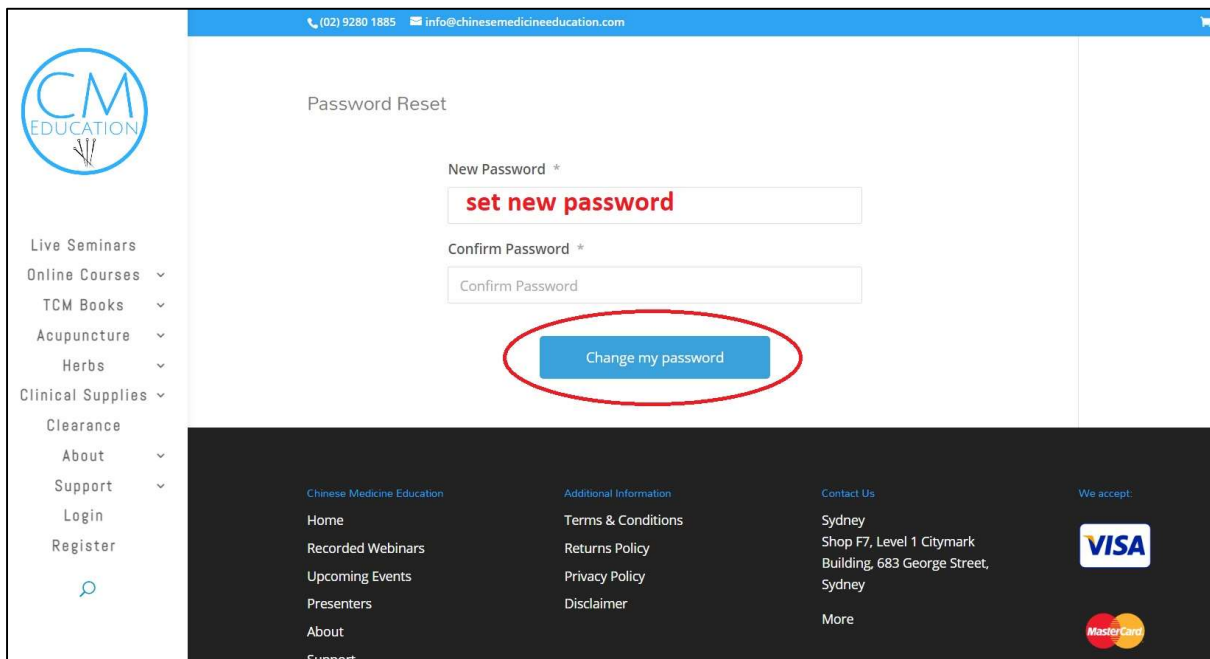 (02) 9280 1885 info@chinesemedicineeducation.com
CM
EDUCATION
Live Seminars
Online Courses
TCM Books
Acupuncture
Herbs
Clinical Supplies
Clearance
About
Support
Login
Register
Password Reset
New Password *
set new password
Confirm Password *
Confirm Password
Change my password
Chinese Medicine Education
Home
Recorded Webinars
Upcoming Events
Presenters
About
Support
Additional Information
Terms & Conditions
Returns Policy
Privacy Policy
Disclaimer
Contact Us
Sydney
Shop F7, Level 1 Citymark
Building, 683 George Street,
Sydney
More
We accept:
VISA
MasterCard